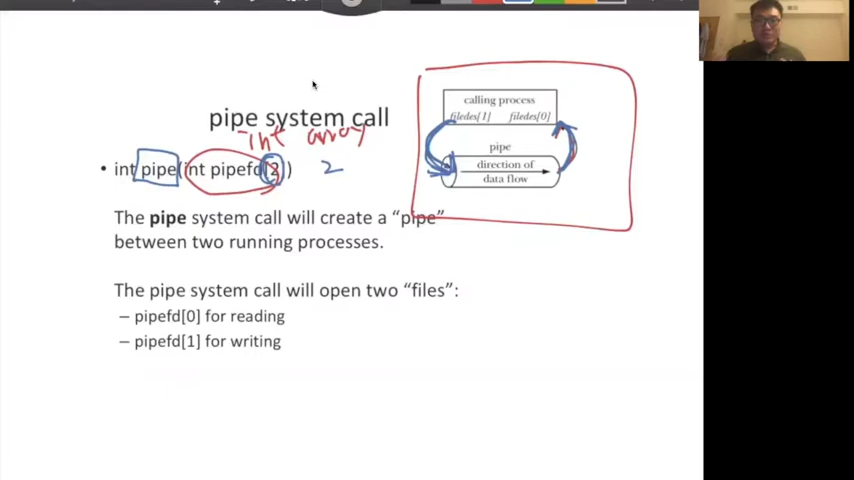 pipe system call
int array
• int pipe(int pipefd[2]) 2
The pipe system call will create a “pipe”
between two running processes.
The pipe system call will open two “files”:
– pipefd[0] for reading
– pipefd[1] for writing
calling process
filedes[1] filedes[0]
pipe
direction of
data flow